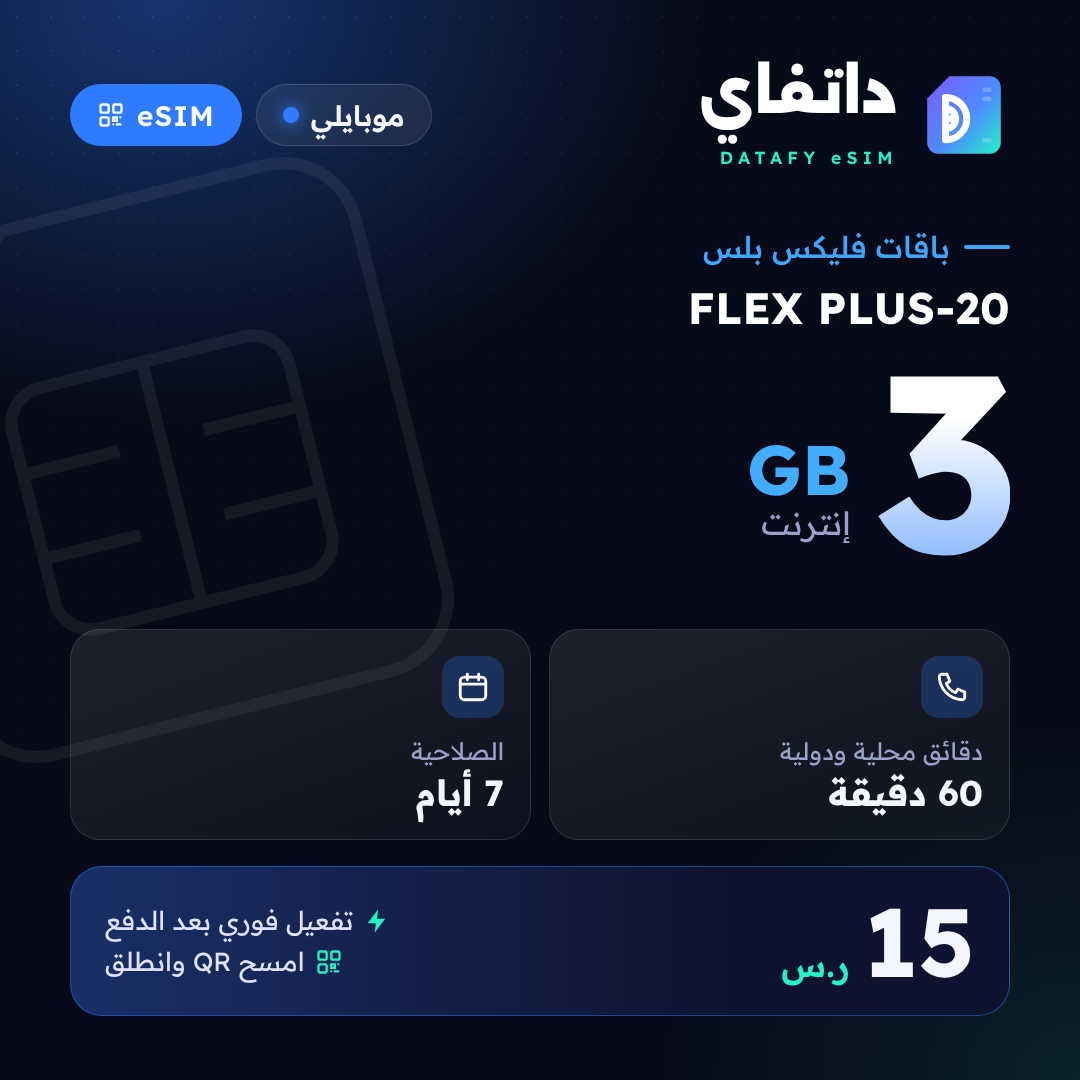 داتفاي
DATAFY eSIM
موبايلي
eSIM
باقات فليكس بلس
FLEX PLUS-20
3
GB
إنترنت
دقائق محلية ودولية
60 دقيقة
الصلاحية
7 أيام
15 ر.س
تفعيل فوري بعد الدفع
امسح QR وانطلق